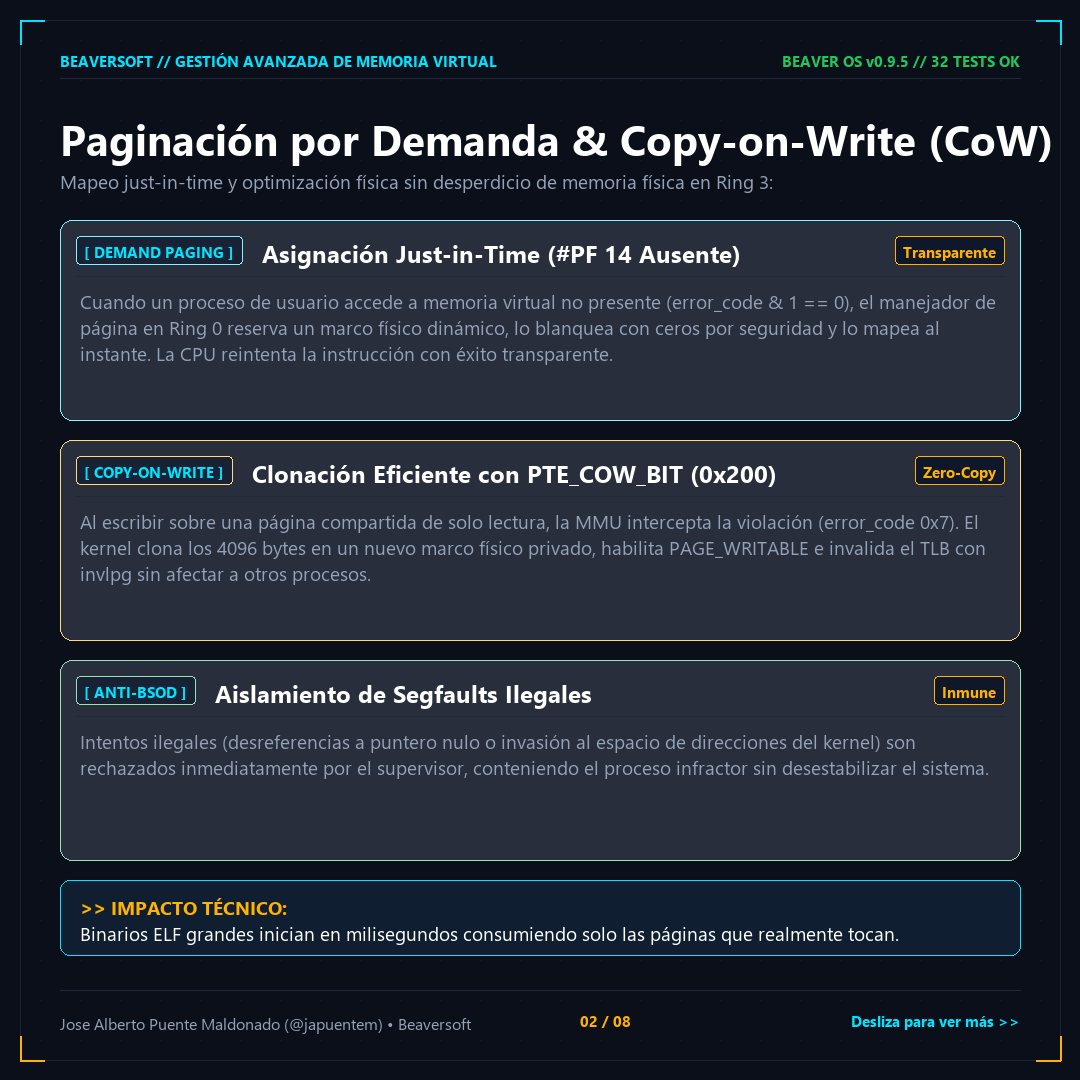 BEAVERSOFT // GESTIÓN AVANZADA DE MEMORIA VIRTUAL
BEAVER OS v0.9.5 // 32 TESTS OK
Paginación por Demanda & Copy-on-Write (CoW)
Mapeo just-in-time y optimización física sin desperdicio de memoria física en Ring 3:
[ DEMAND PAGING ]
Asignación Just-in-Time (#PF 14 Ausente)
Transparente
Cuando un proceso de usuario accede a memoria virtual no presente (error_code & 1 == 0), el manejador de
página en Ring 0 reserva un marco físico dinámico, lo blanquea con ceros por seguridad y lo mapea al
instante. La CPU reintenta la instrucción con éxito transparente.
[ COPY-ON-WRITE ]
Clonación Eficiente con PTE_COW_BIT (0x200)
Zero-Copy
Al escribir sobre una página compartida de solo lectura, la MMU intercepta la violación (error_code 0x7). El
kernel clona los 4096 bytes en un nuevo marco físico privado, habilita PAGE_WRITABLE e invalida el TLB con
invlpg sin afectar a otros procesos.
[ ANTI-BSOD ]
Aislamiento de Segfaults Ilegales
Inmune
Intentos ilegales (desreferencias a puntero nulo o invasión al espacio de direcciones del kernel) son
rechazados inmediatamente por el supervisor, conteniendo el proceso infractor sin desestabilizar el sistema.
>> IMPACTO TÉCNICO:
Binarios ELF grandes inician en milisegundos consumiendo solo las páginas que realmente tocan.
Jose Alberto Puente Maldonado (@japuentem) • Beaversoft
02 / 08
Desliza para ver más >>